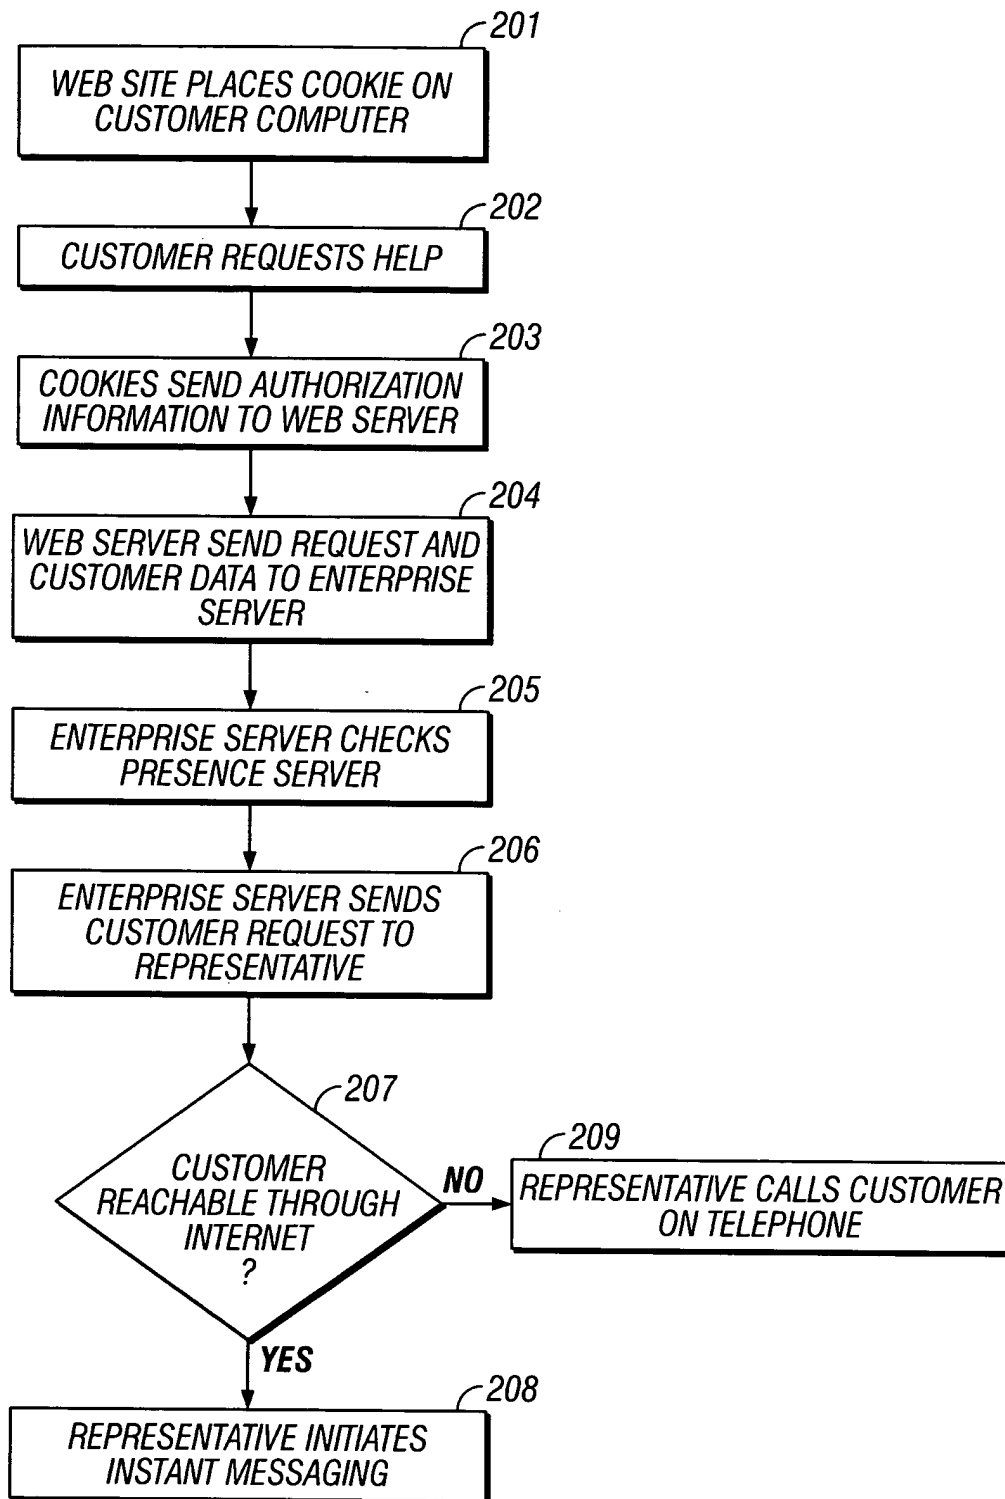 201
WEB SITE PLACES COOKIE ON
CUSTOMER COMPUTER
202
CUSTOMER REQUESTS HELP
203
COOKIES SEND AUTHORIZATION
INFORMATION TO WEB SERVER
204
WEB SERVER SEND REQUEST AND
CUSTOMER DATA TO ENTERPRISE
SERVER
205
ENTERPRISE SERVER CHECKS
PRESENCE SERVER
206
ENTERPRISE SERVER SENDS
CUSTOMER REQUEST TO
REPRESENTATIVE
207
CUSTOMER
REACHABLE THROUGH
INTERNET
?
NO
209
REPRESENTATIVE CALLS CUSTOMER
ON TELEPHONE
YES
208
REPRESENTATIVE INITIATES
INSTANT MESSAGING